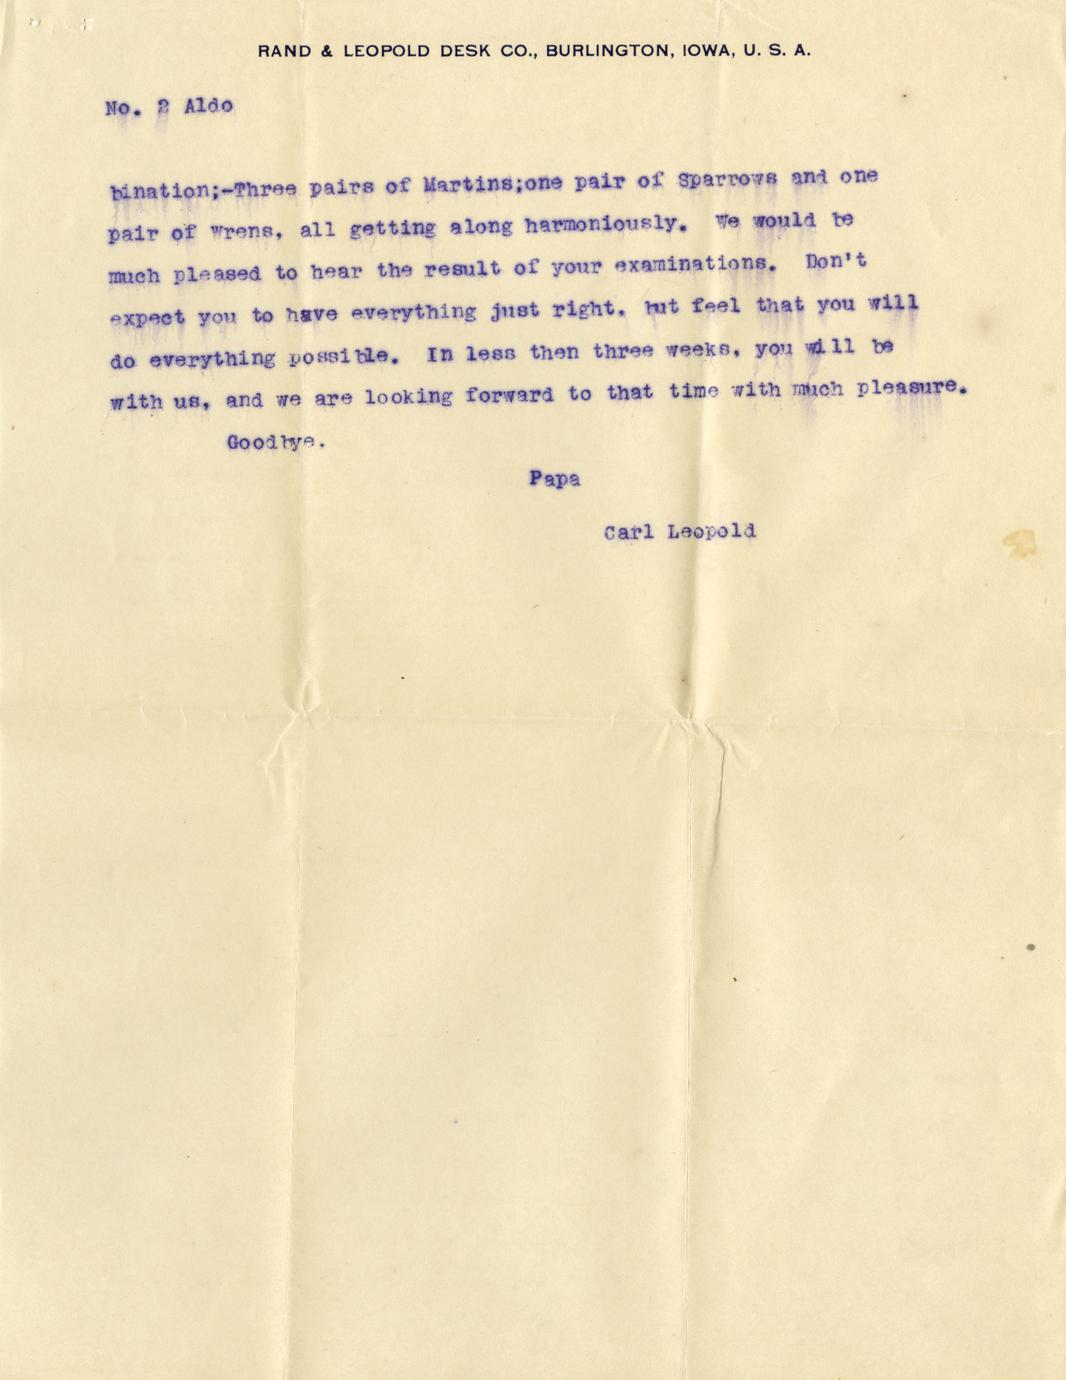 RAND & LEOPOLD DESK CO., BURLINGTON, IOWA, U. S. A.
No. 2 Aldo
bination;-Three pairs of Martins;one pair of Sparrows and one
pair of wrens, all getting along harmoniously.  We would be
much pleased to hear the result of your examinations.  Don't
expect you to have everything just right, but feel that you will
do everything possible.  In less then three weeks, you will be
with us, and we are looking forward to that time with much pleasure.
Goodbye.
Papa
Carl Leopold